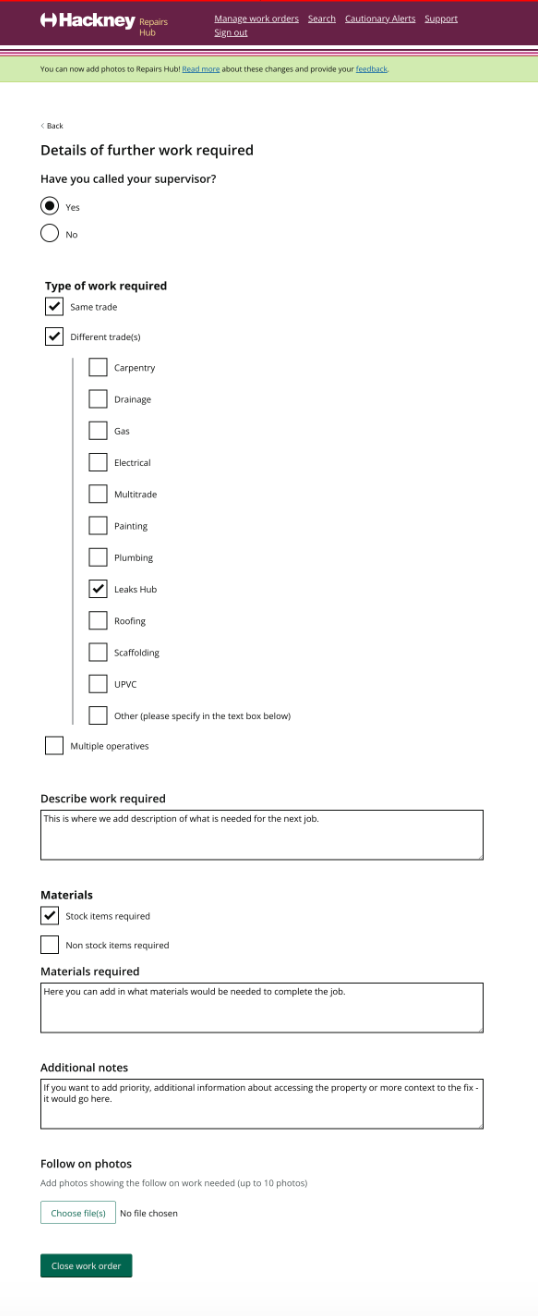 Hackney Repairs
Hub
Manage work orders Search Cautionary Alerts Support
Sign out
You can now add photos to Repairs Hub! Read more about these changes and provide your feedback.
< Back
Details of further work required
Have you called your supervisor?
Yes
No
Type of work required
Same trade
Different trade(s)
Carpentry
Drainage
Gas
Electrical
Multitrade
Painting
Plumbing
Leaks Hub
Roofing
Scaffolding
UPVC
Other (please specify in the text box below)
Multiple operatives
Describe work required
This is where we add description of what is needed for the next job.
Materials
Stock items required
Non stock items required
Materials required
Here you can add in what materials would be needed to complete the job.
Additional notes
If you want to add priority, additional information about accessing the property or more context to the fix -
it would go here.
Follow on photos
Add photos showing the follow on work needed (up to 10 photos)
Choose file(s) No file chosen
Close work order